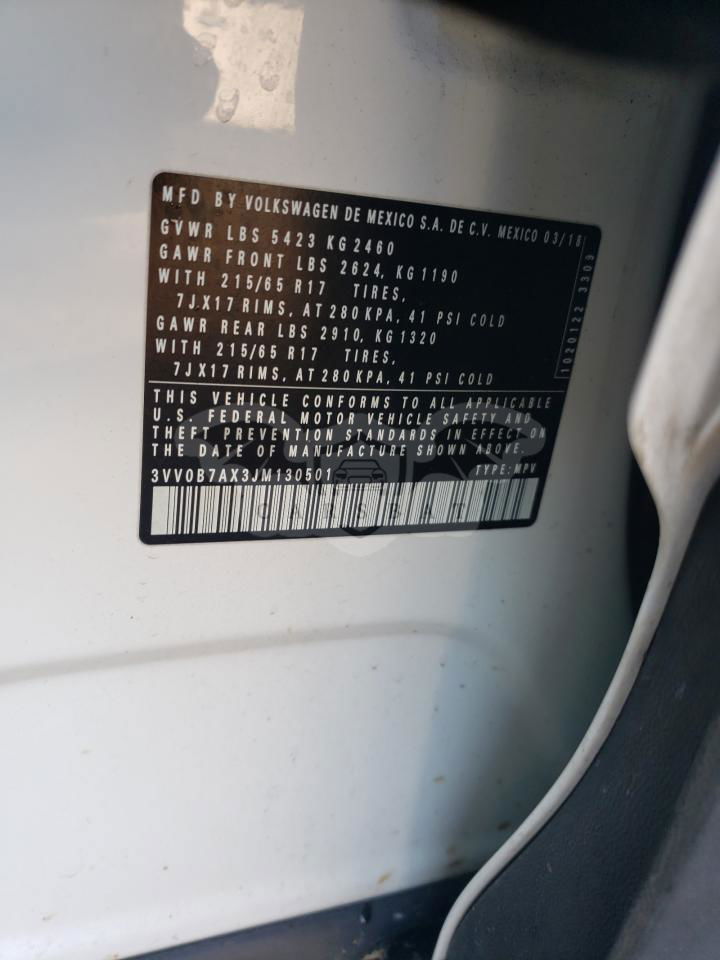 MFD BY VOLKSWAGEN DE MEXICO S.A. DE C.V. MEXICO 03/18
GVWR LBS 5423 KG 2460
GAWR FRONT LBS 2624, KG 1190
WITH 215/65 R17 TIRES,
7JX17 RIMS, AT 280 KPA, 41 PSI COLD
GAWR REAR LBS 2910, KG 1320
WITH 215/65 R17 TIRES,
7JX17 RIMS, AT 280KPA, 41 PSI COLD
1020122 3309
THIS VEHICLE CONFORMS TO ALL APPLICABLE
U.S. FEDERAL MOTOR VEHICLE SAFETY AND
THEFT PREVENTION STANDARDS IN EFFECT ON
THE DATE OF MANUFACTURE SHOWN ABOVE.
3VV0B7AX3JM130501 TYPE: MPV
CARSBAT